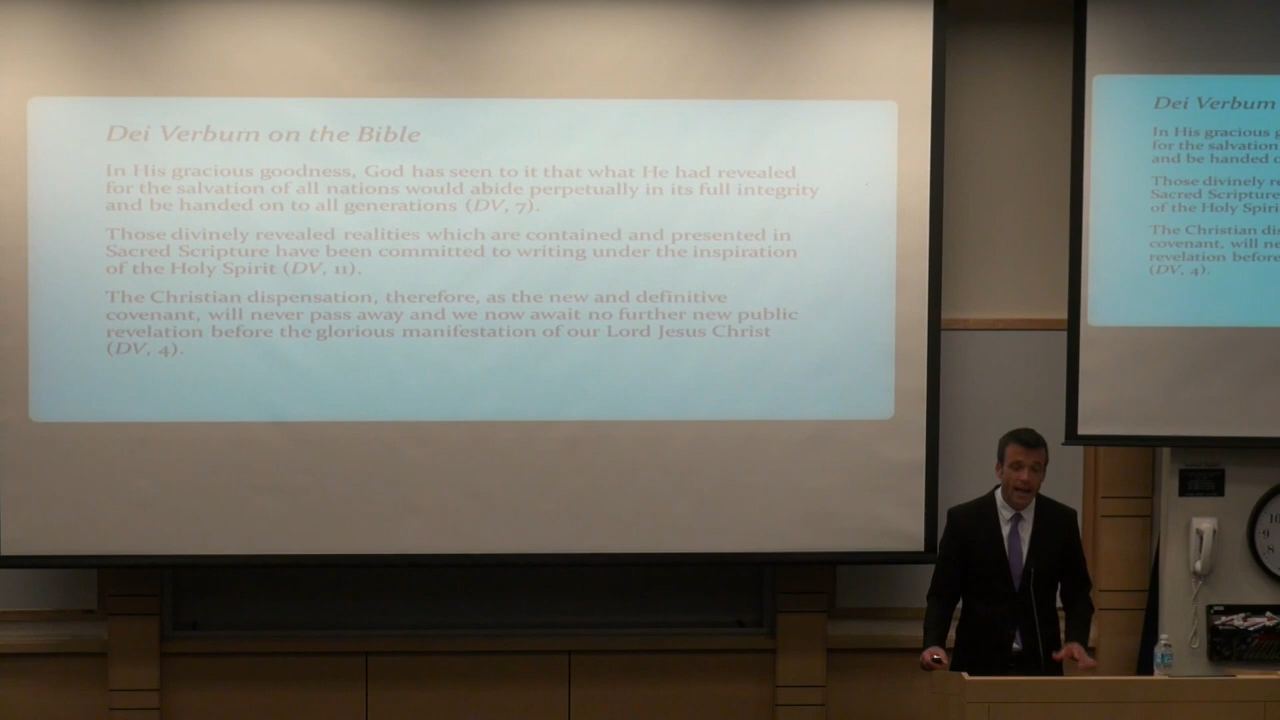 Dei Verbum on the Bible
In His gracious goodness, God has seen to it that what He had revealed
for the salvation of all nations would abide perpetually in its full integrity
and be handed on to all generations (DV, 7).
Those divinely revealed realities which are contained and presented in
Sacred Scripture have been committed to writing under the inspiration
of the Holy Spirit (DV, 11).
The Christian dispensation, therefore, as the new and definitive
covenant, will never pass away and we now await no further new public
revelation before the glorious manifestation of our Lord Jesus Christ
(DV, 4).
Dei Verbum
In His gracious
for the salvation
and be handed
Those divinely
Sacred Scripture
of the Holy
The Christian
covenant, will
revelation before
(DV, 4).
10
9
8